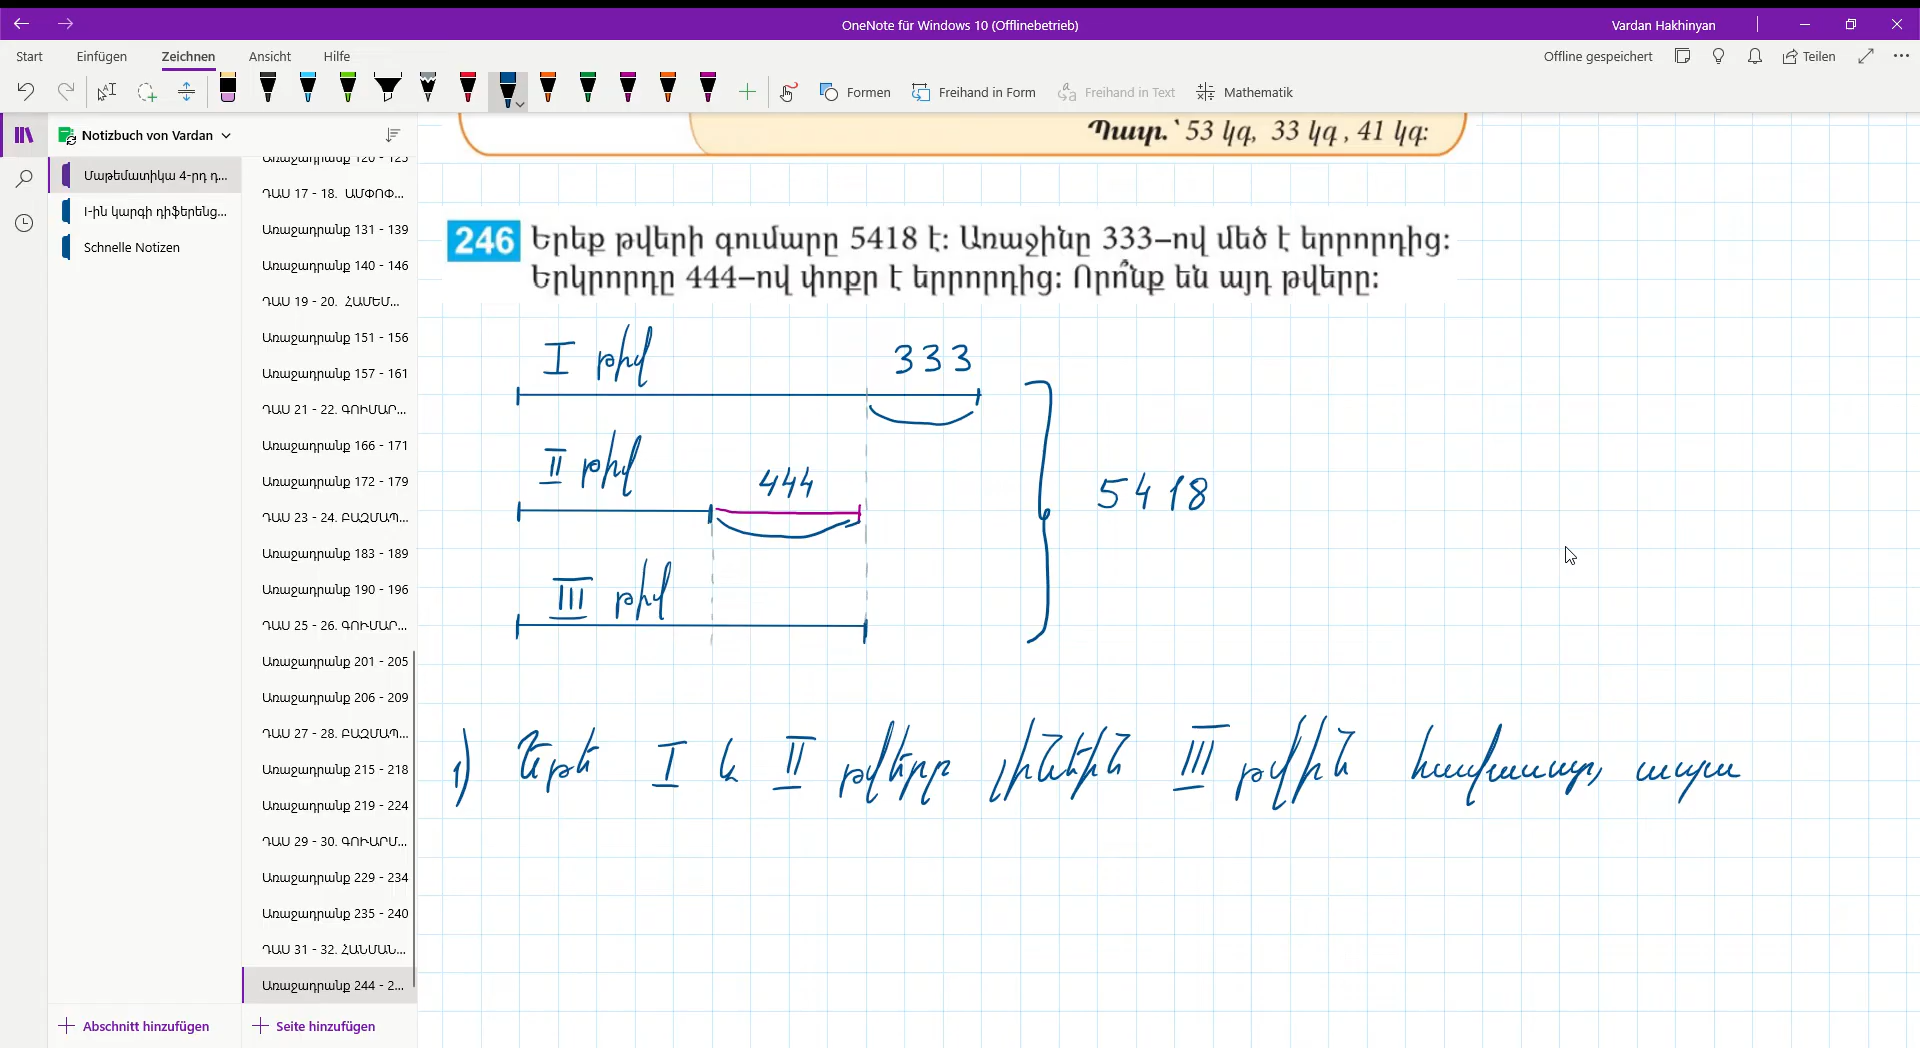 OneNote für Windows 10 (Offlinebetrieb)
Vardan Hakhinyan
Start Einfügen Zeichnen Ansicht Hilfe
Offline gespeichert Teilen
Formen Freihand in Form Freihand in Text Mathematik
Notizbuch von Vardan
Մաթեմատիկա 4-րդ դ...
I-ին կարգի դիֆերենց...
Schnelle Notizen
Առաջադրանք 120 - 125
ԴԱՍ 17 - 18. ԱՄՓՈՓ...
Առաջադրանք 131 - 139
Առաջադրանք 140 - 146
ԴԱՍ 19 - 20. ՀԱՄԵՄ...
Առաջադրանք 151 - 156
Առաջադրանք 157 - 161
ԴԱՍ 21 - 22. ԳՈՒՄԱՐ...
Առաջադրանք 166 - 171
Առաջադրանք 172 - 179
ԴԱՍ 23 - 24. ԲԱԶՄԱՊ...
Առաջադրանք 183 - 189
Առաջադրանք 190 - 196
ԴԱՍ 25 - 26. ԳՈՒՄԱՐ...
Առաջադրանք 201 - 205
Առաջադրանք 206 - 209
ԴԱՍ 27 - 28. ԲԱԶՄԱՊ...
Առաջադրանք 215 - 218
Առաջադրանք 219 - 224
ԴԱՍ 29 - 30. ԳՈՒԱՐՄ...
Առաջադրանք 229 - 234
Առաջադրանք 235 - 240
ԴԱՍ 31 - 32. ՀԱՆՄԱՆ...
Առաջադրանք 244 - 2...
Abschnitt hinzufügen
Seite hinzufügen
Պատ.՝ 53 կգ, 33 կգ, 41 կգ:
246 Երեք թվերի գումարը 5418 է: Առաջինը 333–ով մեծ է երրորդից:
Երկրորդը 444–ով փոքր է երրորդից: Որո՞նք են այդ թվերը:
I թիվ 333
II թիվ 444
5418
III թիվ
1) Եթե I և II թվերը լինեին III թվին հավասար, ապա